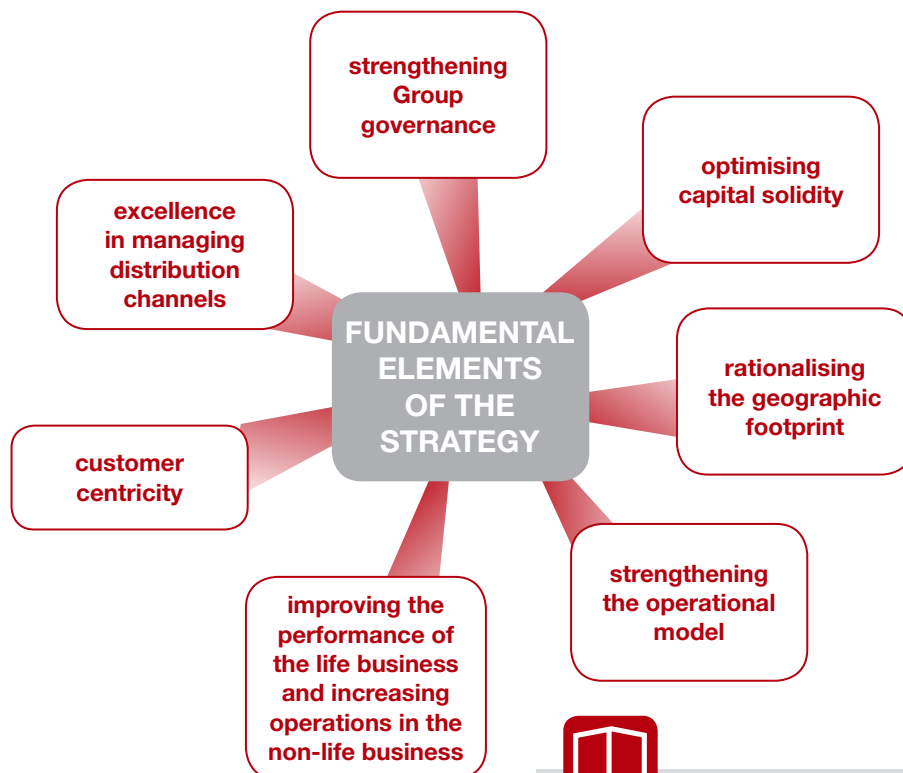 strengthening
Group
governance
optimising
capital solidity
excellence
in managing
distribution
channels
FUNDAMENTAL
ELEMENTS
OF THE
STRATEGY
rationalising
the geographic
footprint
customer
centricity
strengthening
the operational
model
improving the
performance of
the life business
and increasing
operations in the
non-life business